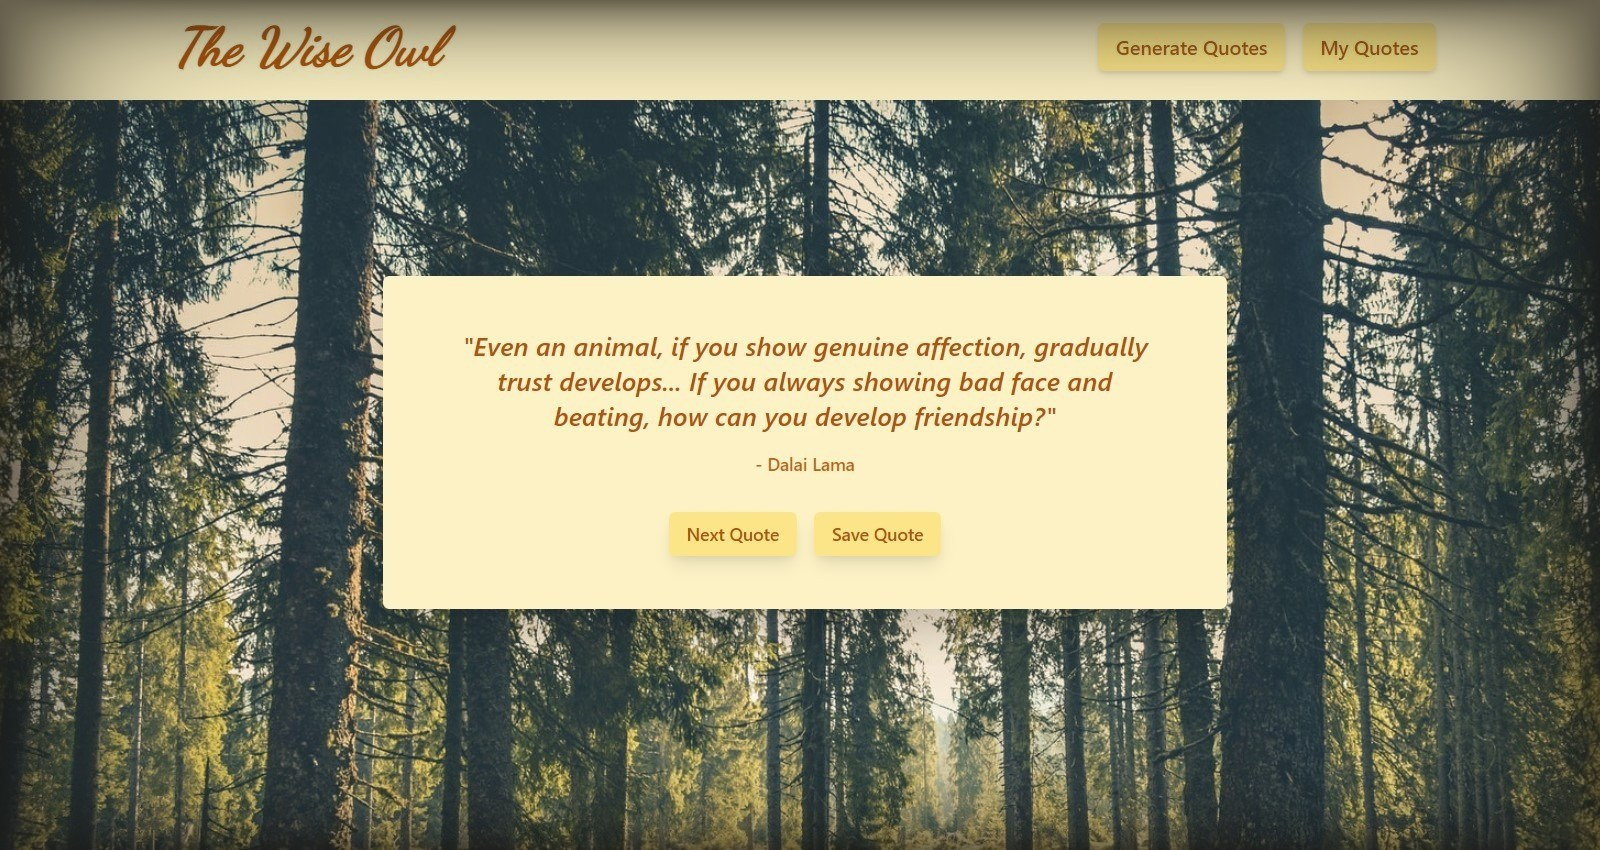 The Wise Owl
Generate Quotes
My Quotes
"Even an animal, if you show genuine affection, gradually
trust develops... If you always showing bad face and
beating, how can you develop friendship?"
- Dalai Lama
Next Quote
Save Quote